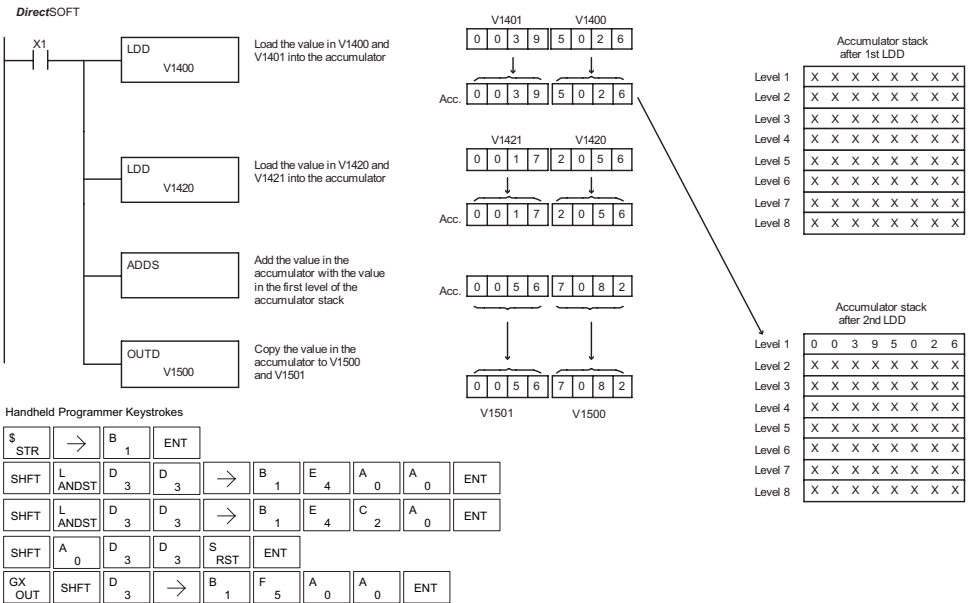 DirectSOFT
X1
LDD
V1400
Load the value in V1400 and
V1401 into the accumulator
V1401 V1400
0 0 3 9 5 0 2 6
Acc. 0 0 3 9 5 0 2 6
LDD
V1420
Load the value in V1420 and
V1421 into the accumulator
V1421 V1420
0 0 1 7 2 0 5 6
Acc. 0 0 1 7 2 0 5 6
ADDS
Add the value in the
accumulator with the value
in the first level of the
accumulator stack
Acc. 0 0 5 6 7 0 8 2
OUTD
V1500
Copy the value in the
accumulator to V1500
and V1501
0 0 5 6 7 0 8 2
V1501 V1500
Accumulator stack
after 1st LDD
Level 1 X X X X X X X X
Level 2 X X X X X X X X
Level 3 X X X X X X X X
Level 4 X X X X X X X X
Level 5 X X X X X X X X
Level 6 X X X X X X X X
Level 7 X X X X X X X X
Level 8 X X X X X X X X
Accumulator stack
after 2nd LDD
Level 1 0 0 3 9 5 0 2 6
Level 2 X X X X X X X X
Level 3 X X X X X X X X
Level 4 X X X X X X X X
Level 5 X X X X X X X X
Level 6 X X X X X X X X
Level 7 X X X X X X X X
Level 8 X X X X X X X X
Handheld Programmer Keystrokes
$ STR → B 1 ENT
SHFT L ANDST D 3 D 3 → B 1 E 4 A 0 A 0 ENT
SHFT L ANDST D 3 D 3 → B 1 E 4 C 2 A 0 ENT
SHFT A 0 D 3 D 3 S RST ENT
GX OUT SHFT D 3 → B 1 F 5 A 0 A 0 ENT